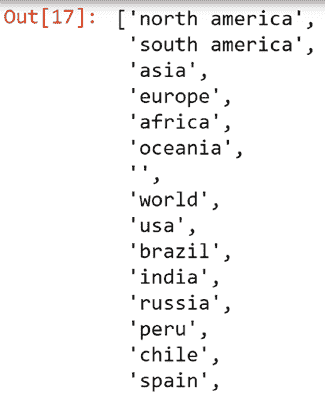 Out[17]: ['north america',
'south america',
'asia',
'europe',
'africa',
'oceania',
'',
'world',
'usa',
'brazil',
'india',
'russia',
'peru',
'chile',
'spain',